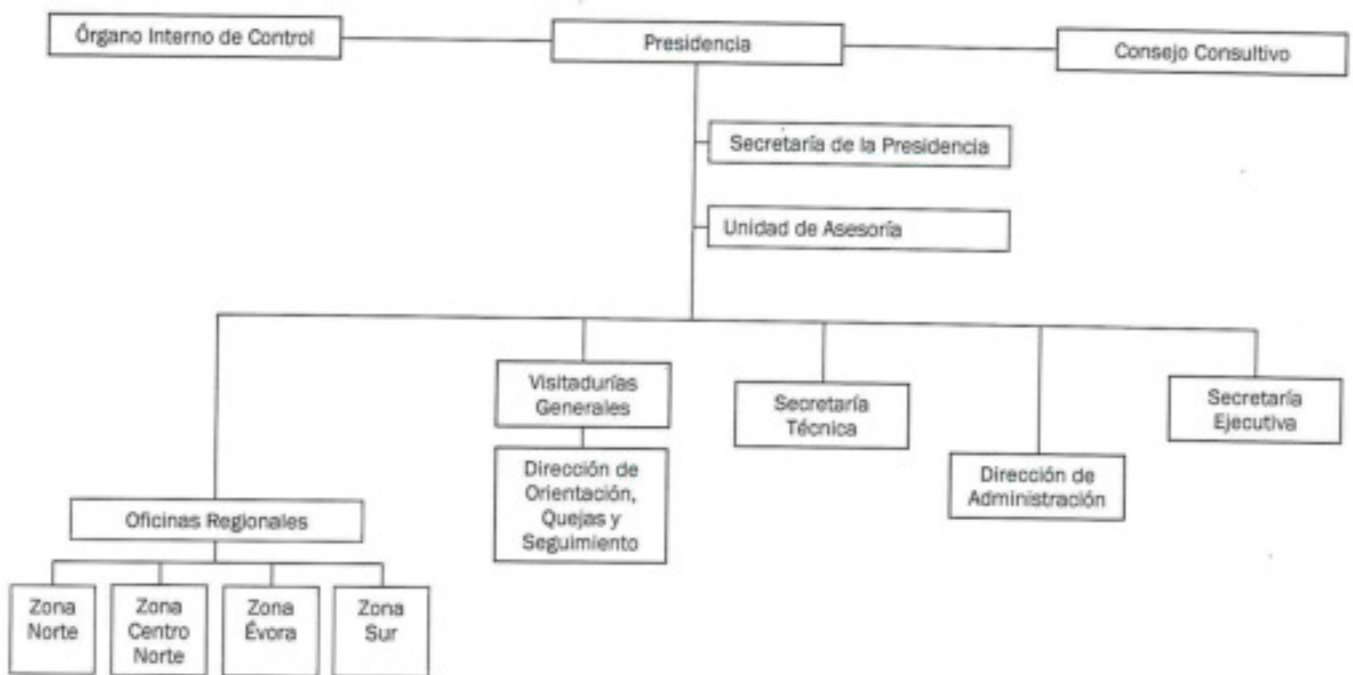 Órgano Interno de Control
Presidencia
Consejo Consultivo
Secretaría de la Presidencia
Unidad de Asesoría
Visitadurías
Generales
Secretaría
Técnica
Secretaría
Ejecutiva
Dirección de
Orientación,
Quejas y
Seguimiento
Dirección de
Administración
Oficinas Regionales
Zona
Norte
Zona
Centro
Norte
Zona
Évora
Zona
Sur